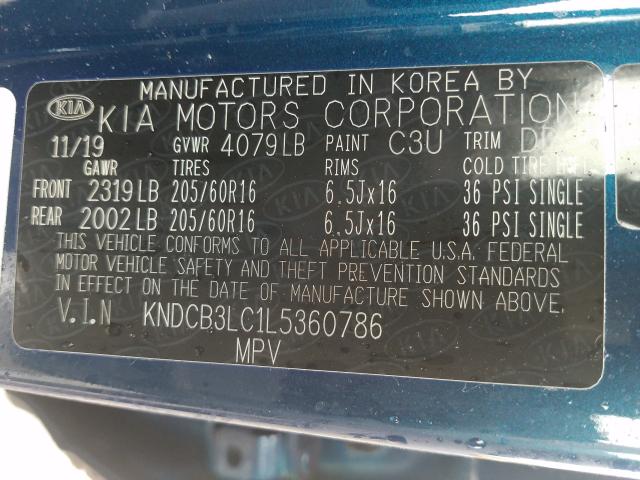 MANUFACTURED IN KOREA BY
KIA KIA MOTORS CORPORATION
11/19 GVWR 4079LB PAINT C3U TRIM
GAWR TIRES RIMS COLD TIRE
FRONT 2319LB 205/60R16 6.5Jx16 36 PSI SINGLE
REAR 2002LB 205/60R16 6.5Jx16 36 PSI SINGLE
THIS VEHICLE CONFORMS TO ALL APPLICABLE U.S.A. FEDERAL
MOTOR VEHICLE SAFETY AND THEFT PREVENTION STANDARDS
IN EFFECT ON THE DATE OF MANUFACTURE SHOWN ABOVE.
V.I.N KNDCB3LC1L5360786
MPV